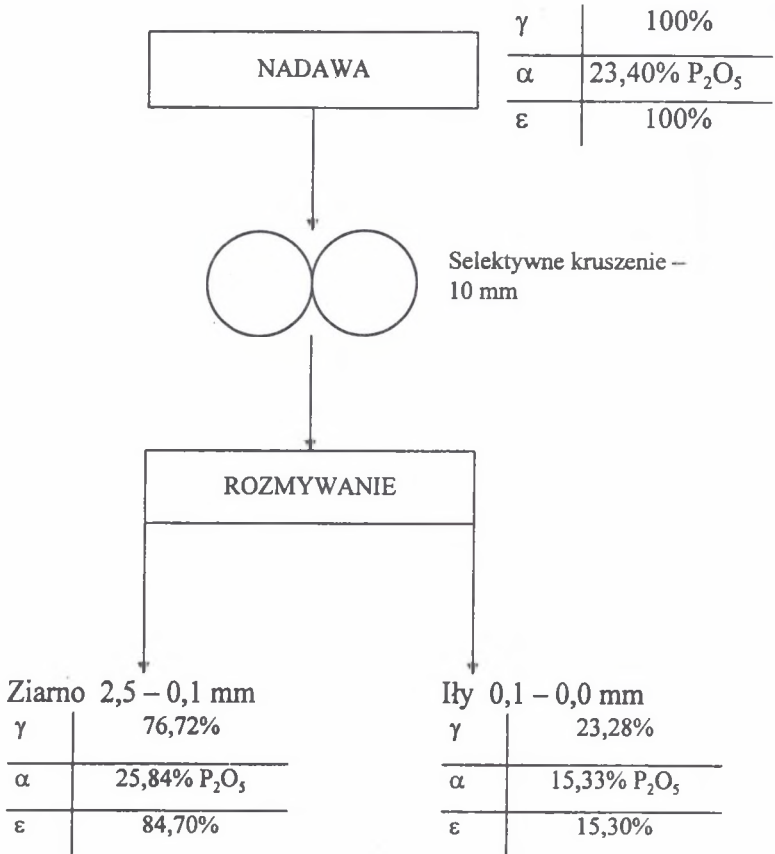 NADAWA
γ 100%
α 23,40% P₂O₅
ε 100%
Selektywne kruszenie –
10 mm
ROZMYWANIE
Ziarno 2,5 – 0,1 mm
γ 76,72%
α 25,84% P₂O₅
ε 84,70%
Iły 0,1 – 0,0 mm
γ 23,28%
α 15,33% P₂O₅
ε 15,30%